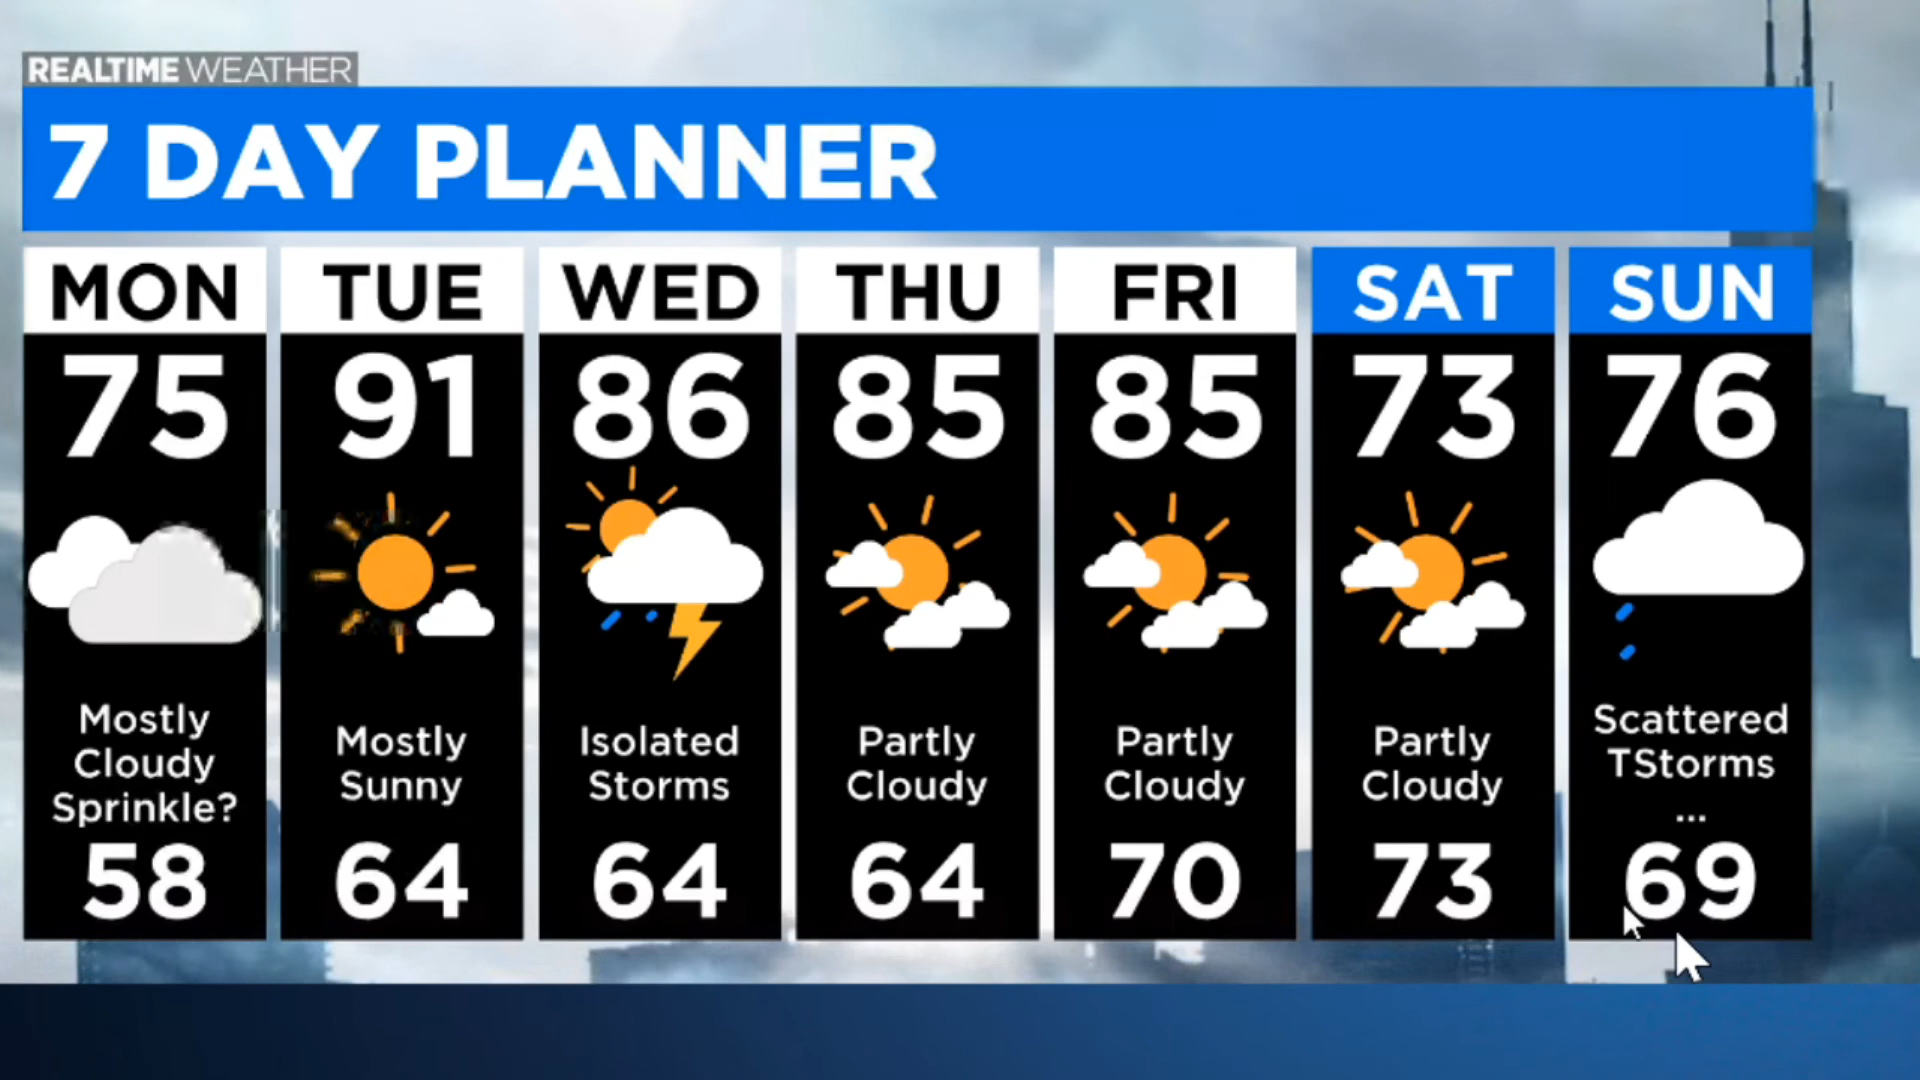 REALTIME WEATHER
7 DAY PLANNER
MON
75
Mostly
Cloudy
Sprinkle?
58
TUE
91
Mostly
Sunny
64
WED
86
Isolated
Storms
64
THU
85
Partly
Cloudy
64
FRI
85
Partly
Cloudy
70
SAT
73
Partly
Cloudy
73
SUN
76
Scattered
TStorms
...
69